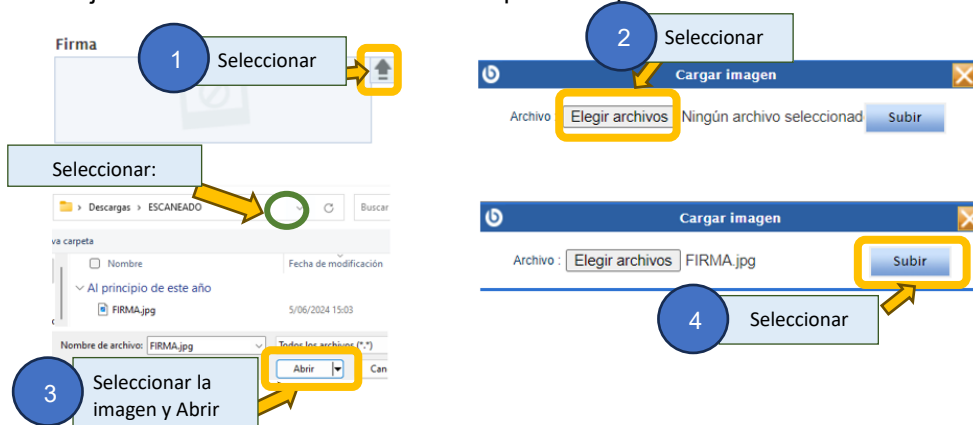 Firma
1
Seleccionar
2
Seleccionar
Cargar imagen
Archivo : Elegir archivos Ningún archivo seleccionad Subir
Seleccionar:
Descargas › ESCANEADO
Buscar
va carpeta
Nombre
Fecha de modificación
Al principio de este año
FIRMA.jpg
5/06/2024 15:03
Nombre de archivo: FIRMA.jpg
Todos los archivos (*.*)
Abrir
Can
3
Seleccionar la
imagen y Abrir
Cargar imagen
Archivo : Elegir archivos FIRMA.jpg Subir
4
Seleccionar